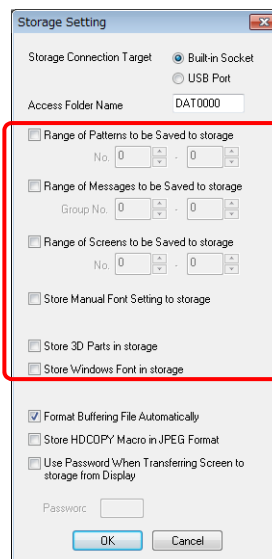 Storage Setting
Storage Connection Target Built-in Socket
USB Port
Access Folder Name DAT0000
Range of Patterns to be Saved to storage
No. 0 - 0
Range of Messages to be Saved to storage
Group No. 0 - 0
Range of Screens to be Saved to storage
No. 0 - 0
Store Manual Font Setting to storage
Store 3D Parts in storage
Store Windows Font in storage
Format Buffering File Automatically
Store HDCOPY Macro in JPEG Format
Use Password When Transferring Screen to
storage from Display
Passworc
OK Cancel